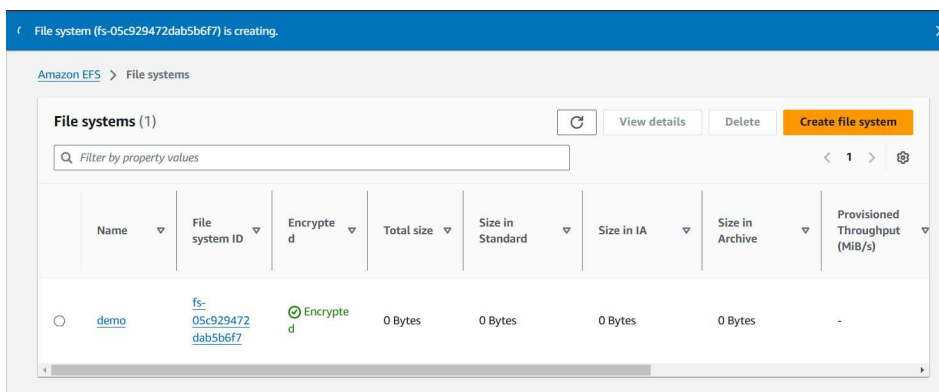 File system (fs-05c929472dab5b6f7) is creating.
Amazon EFS > File systems
File systems (1)
View details
Delete
Create file system
Filter by property values
< 1 >
Name
File
system ID
Encrypte
d
Total size
Size in
Standard
Size in IA
Size in
Archive
Provisioned
Throughput
(MiB/s)
demo
fs-
05c929472
dab5b6f7
Encrypte
d
0 Bytes
0 Bytes
0 Bytes
0 Bytes
-